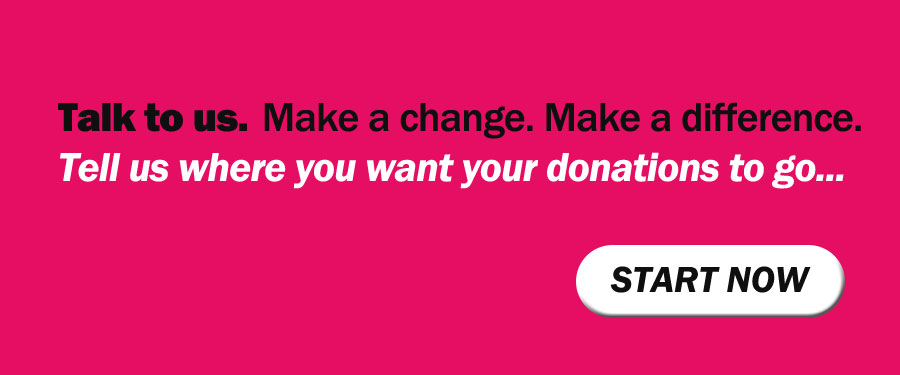 Talk to us. Make a change. Make a difference.
Tell us where you want your donations to go...
START NOW